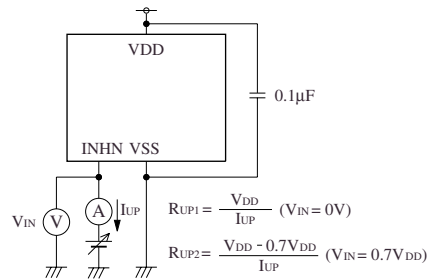 VDD
0.1μF
INHN VSS
VIN V A IUP
RUP1 = VDD / IUP (VIN = 0V)
RUP2 = VDD - 0.7VDD / IUP (VIN = 0.7VDD)